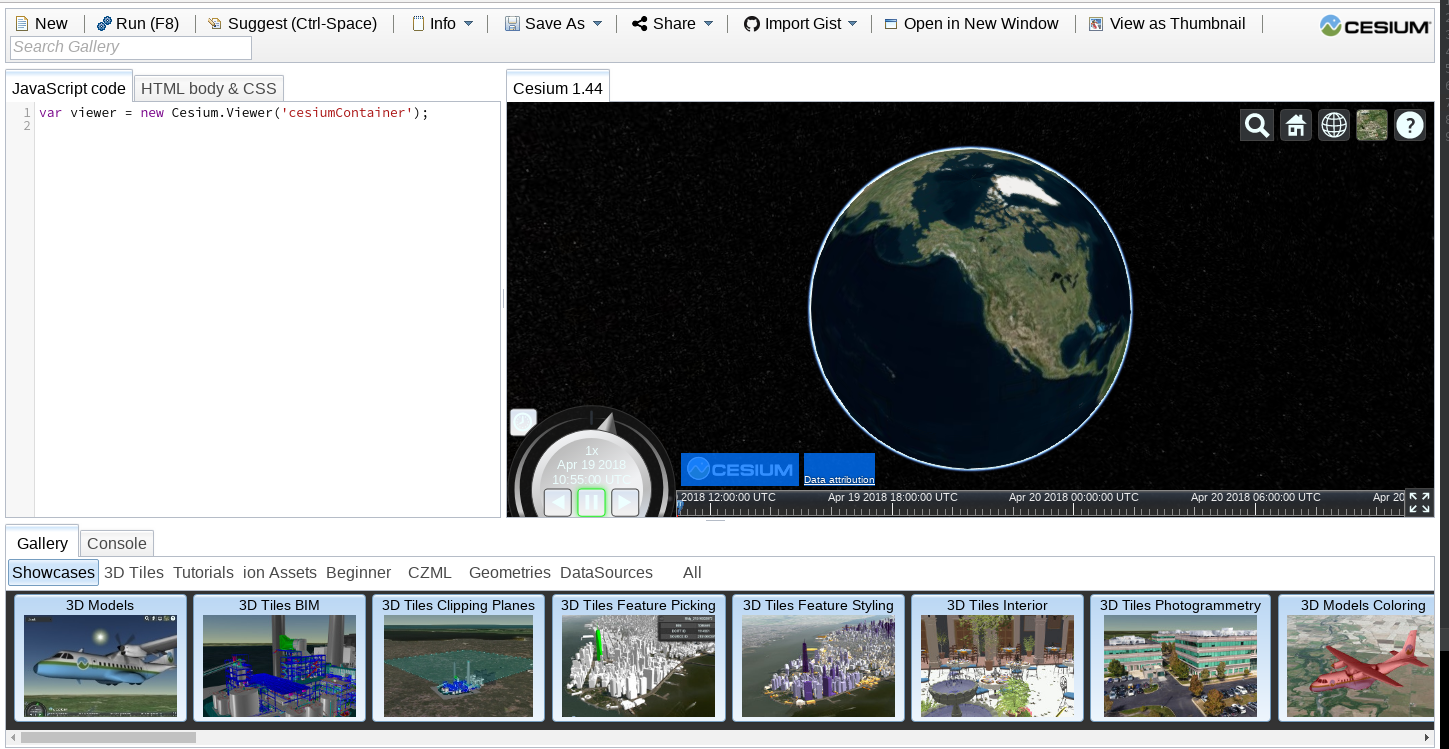 New
Run (F8)
Suggest (Ctrl-Space)
Info
Save As
Share
Import Gist
Open in New Window
View as Thumbnail
CESIUM
Search Gallery
JavaScript code
HTML body & CSS
1 var viewer = new Cesium.Viewer('cesiumContainer');
2
Cesium 1.44
?
1x
Apr 19 2018
10:55:00 UTC
CESIUM
Data attribution
2018 12:00:00 UTC
Apr 19 2018 18:00:00 UTC
Apr 20 2018 00:00:00 UTC
Apr 20 2018 06:00:00 UTC
Apr 20
Gallery
Console
Showcases
3D Tiles
Tutorials
ion Assets
Beginner
CZML
Geometries
DataSources
All
3D Models
3D Tiles BIM
3D Tiles Clipping Planes
3D Tiles Feature Picking
3D Tiles Feature Styling
3D Tiles Interior
3D Tiles Photogrammetry
3D Models Coloring